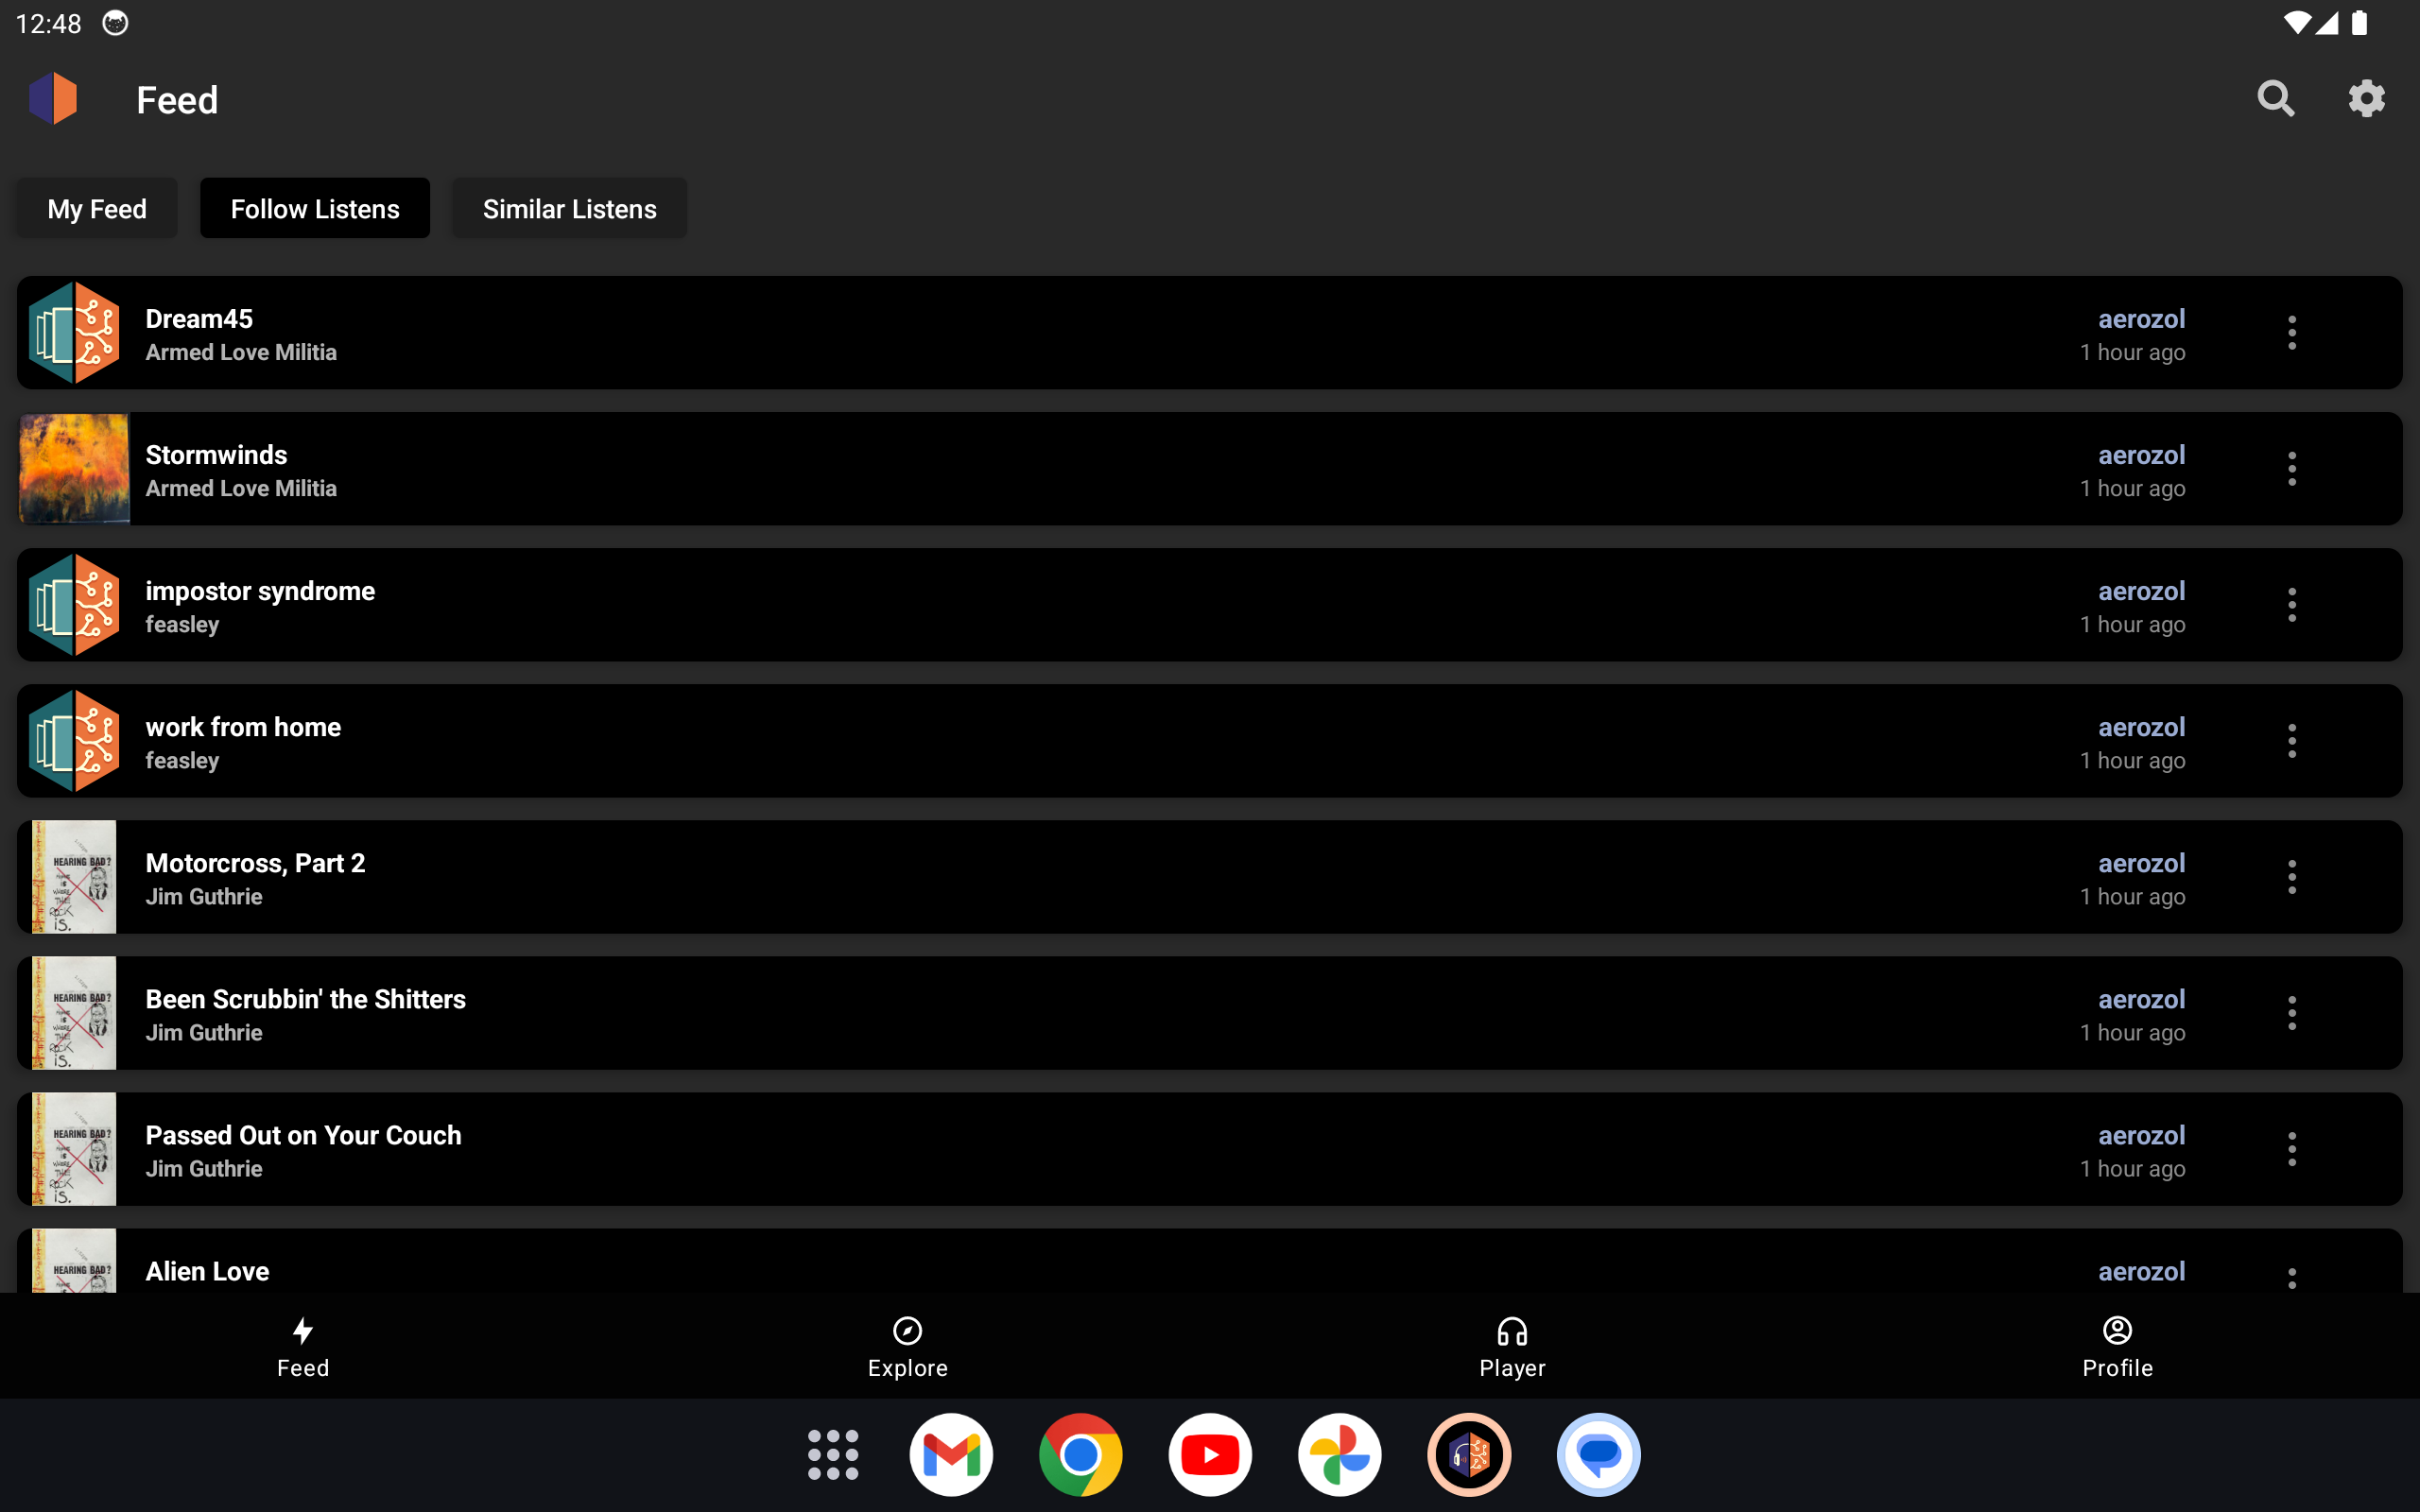 12:48
Feed
My Feed
Follow Listens
Similar Listens
Dream45
Armed Love Militia
aerozol
1 hour ago
Stormwinds
Armed Love Militia
aerozol
1 hour ago
impostor syndrome
feasley
aerozol
1 hour ago
work from home
feasley
aerozol
1 hour ago
HEARING BAD?
is.
Motorcross, Part 2
Jim Guthrie
aerozol
1 hour ago
HEARING BAD?
is.
Been Scrubbin' the Shitters
Jim Guthrie
aerozol
1 hour ago
HEARING BAD?
is.
Passed Out on Your Couch
Jim Guthrie
aerozol
1 hour ago
HEARING BAD?
Alien Love
aerozol
Feed
Explore
Player
Profile